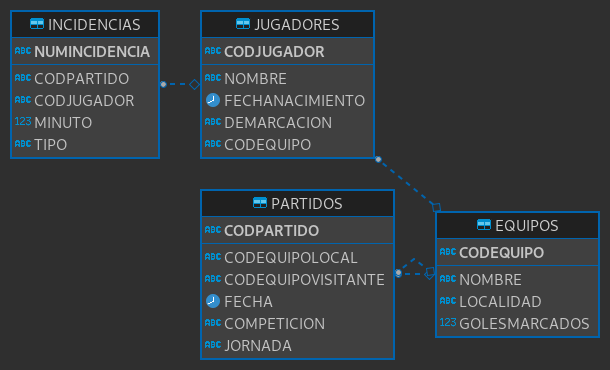 INCIDENCIAS
ABC NUMINCIDENCIA
ABC CODPARTIDO
ABC CODJUGADOR
123 MINUTO
ABC TIPO
JUGADORES
ABC CODJUGADOR
ABC NOMBRE
FECHANACIMIENTO
ABC DEMARCACION
ABC CODEQUIPO
PARTIDOS
ABC CODPARTIDO
ABC CODEQUIPOLOCAL
ABC CODEQUIPOVISITANTE
FECHA
ABC COMPETICION
ABC JORNADA
EQUIPOS
ABC CODEQUIPO
ABC NOMBRE
ABC LOCALIDAD
123 GOLESMARCADOS